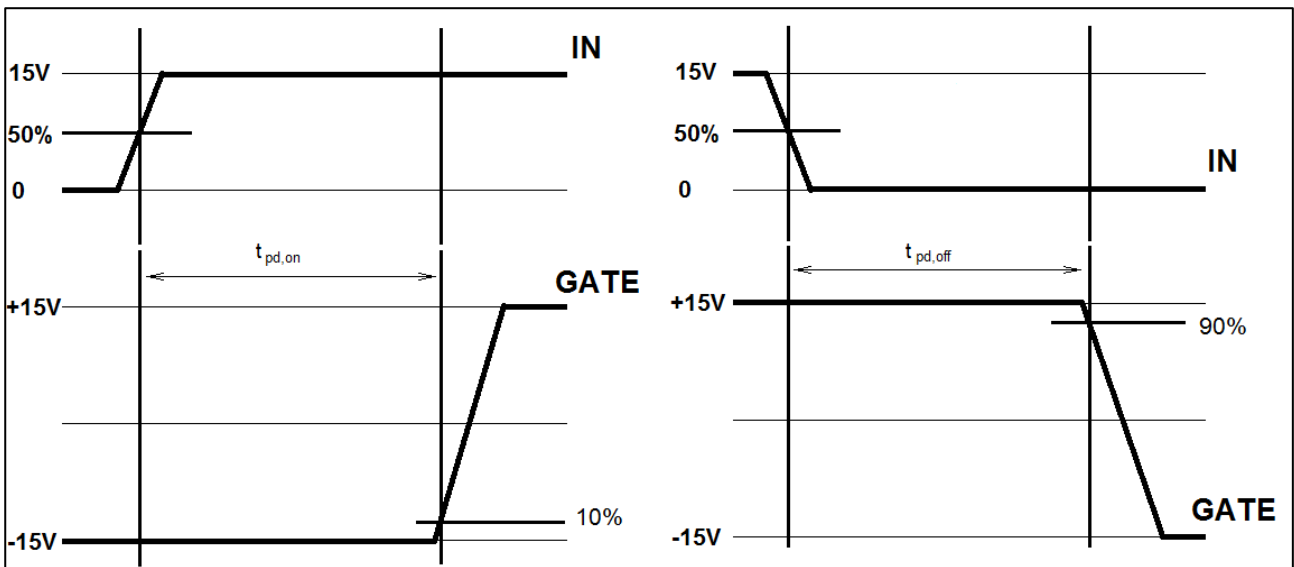 IN
15V
50%
0
t pd,on
GATE
+15V
10%
-15V
15V
50%
IN
0
t pd,off
+15V
90%
GATE
-15V